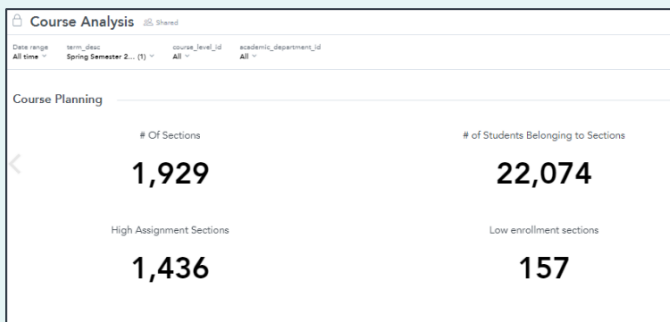 Course Analysis Shared
Date range term_desc course_level_id academic_department_id
All time Spring Semester 2... (1) All All
Course Planning
# Of Sections # of Students Belonging to Sections
1,929 22,074
High Assignment Sections Low enrollment sections
1,436 157